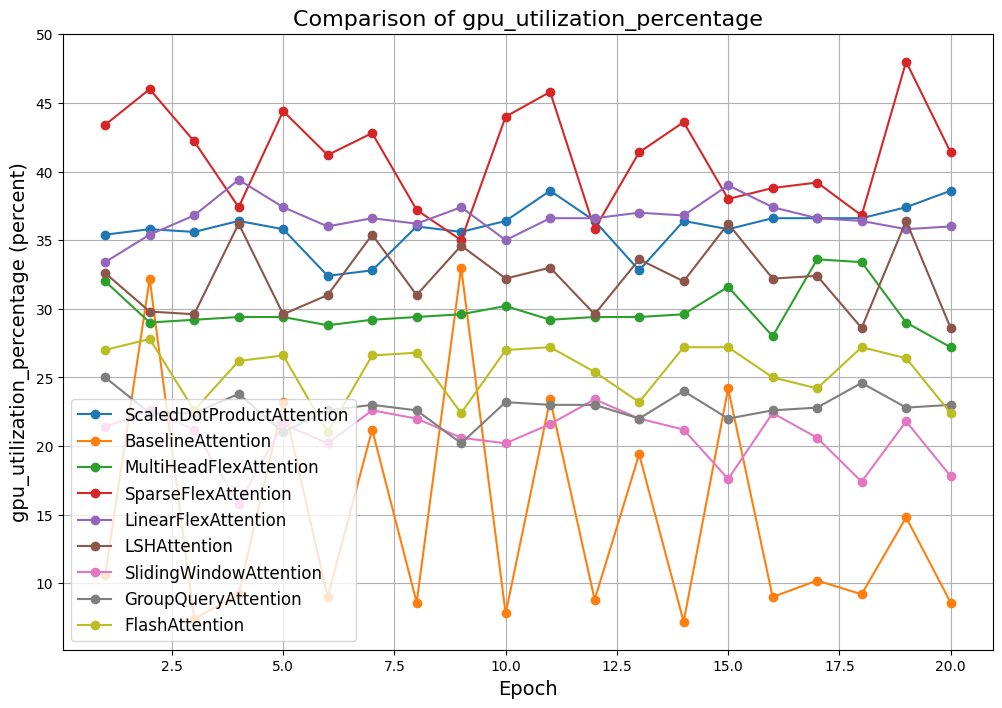 Comparison of gpu_utilization_percentage
gpu_utilization_percentage (percent)
50
45
40
35
30
25
20
15
10
ScaledDotProductAttention
BaselineAttention
MultiHeadFlexAttention
SparseFlexAttention
LinearFlexAttention
LSHAttention
SlidingWindowAttention
GroupQueryAttention
FlashAttention
2.5 5.0 7.5 10.0 12.5 15.0 17.5 20.0
Epoch